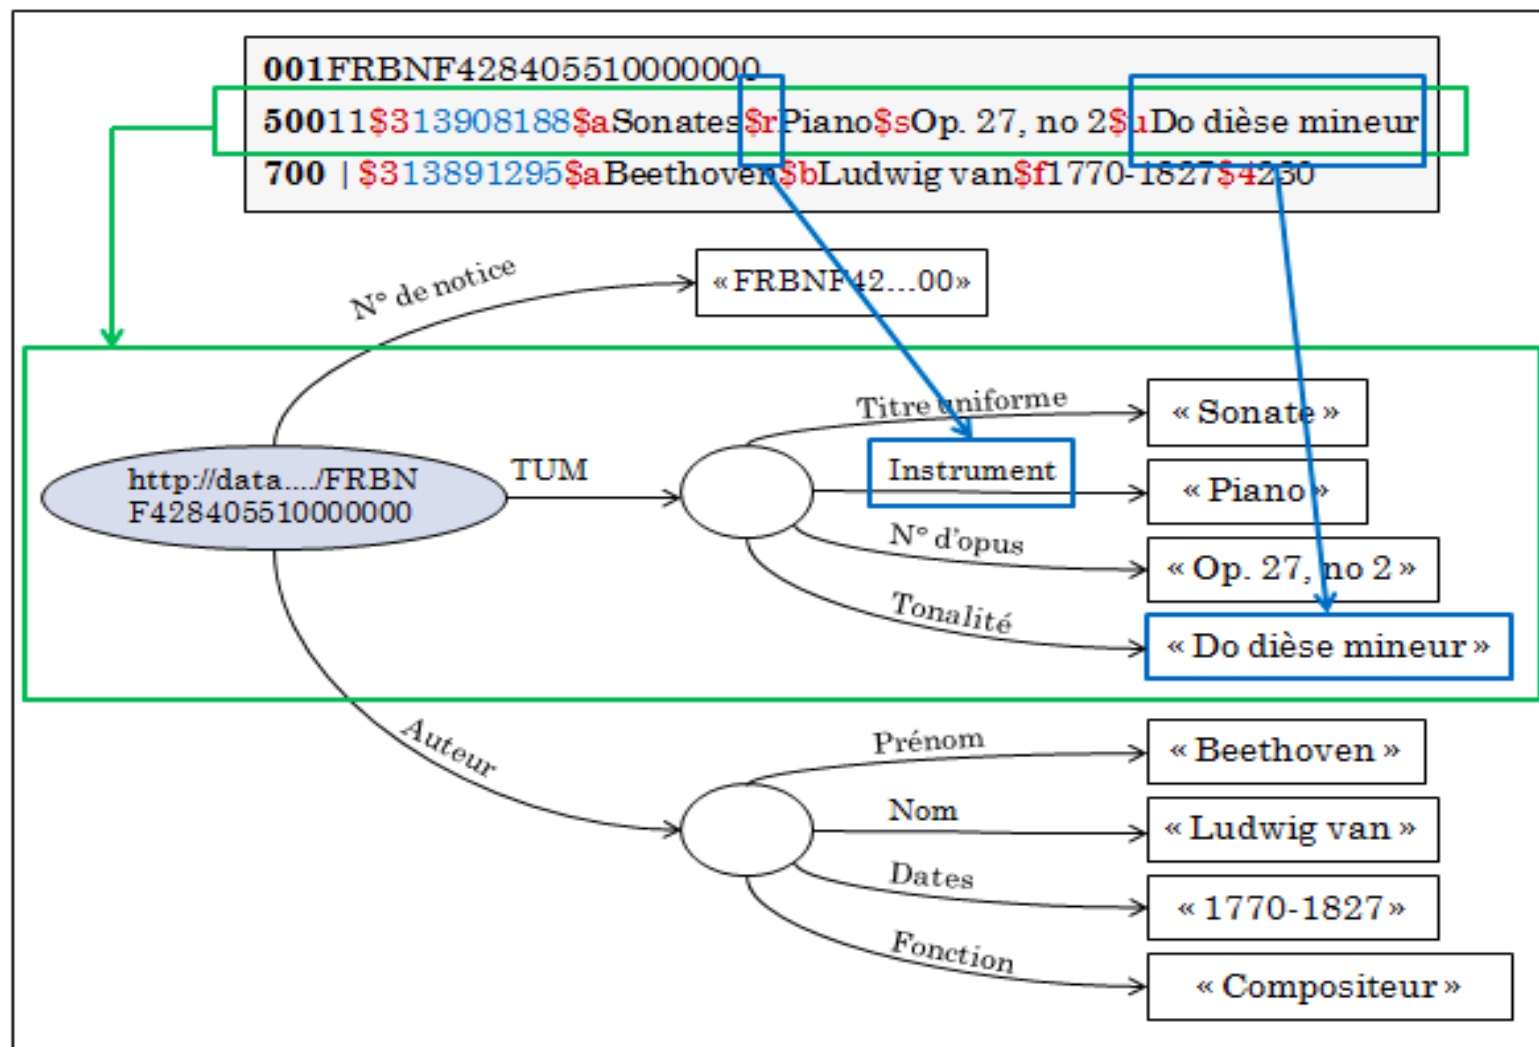 001FRBNF428405510000000
50011$313908188$aSonates$rPiano$sOp. 27, no 2$uDo dièse mineur
700 | $313891295$aBeethoven$bLudwig van$f1770-1827$4230
N° de notice
«FRBNF42...00»
Titre uniforme
« Sonate »
http://data..../FRBN
F428405510000000
TUM
Instrument
« Piano »
N° d'opus
« Op. 27, no 2 »
Tonalité
« Do dièse mineur »
Auteur
Prénom
« Beethoven »
Nom
« Ludwig van »
Dates
« 1770-1827»
Fonction
« Compositeur »